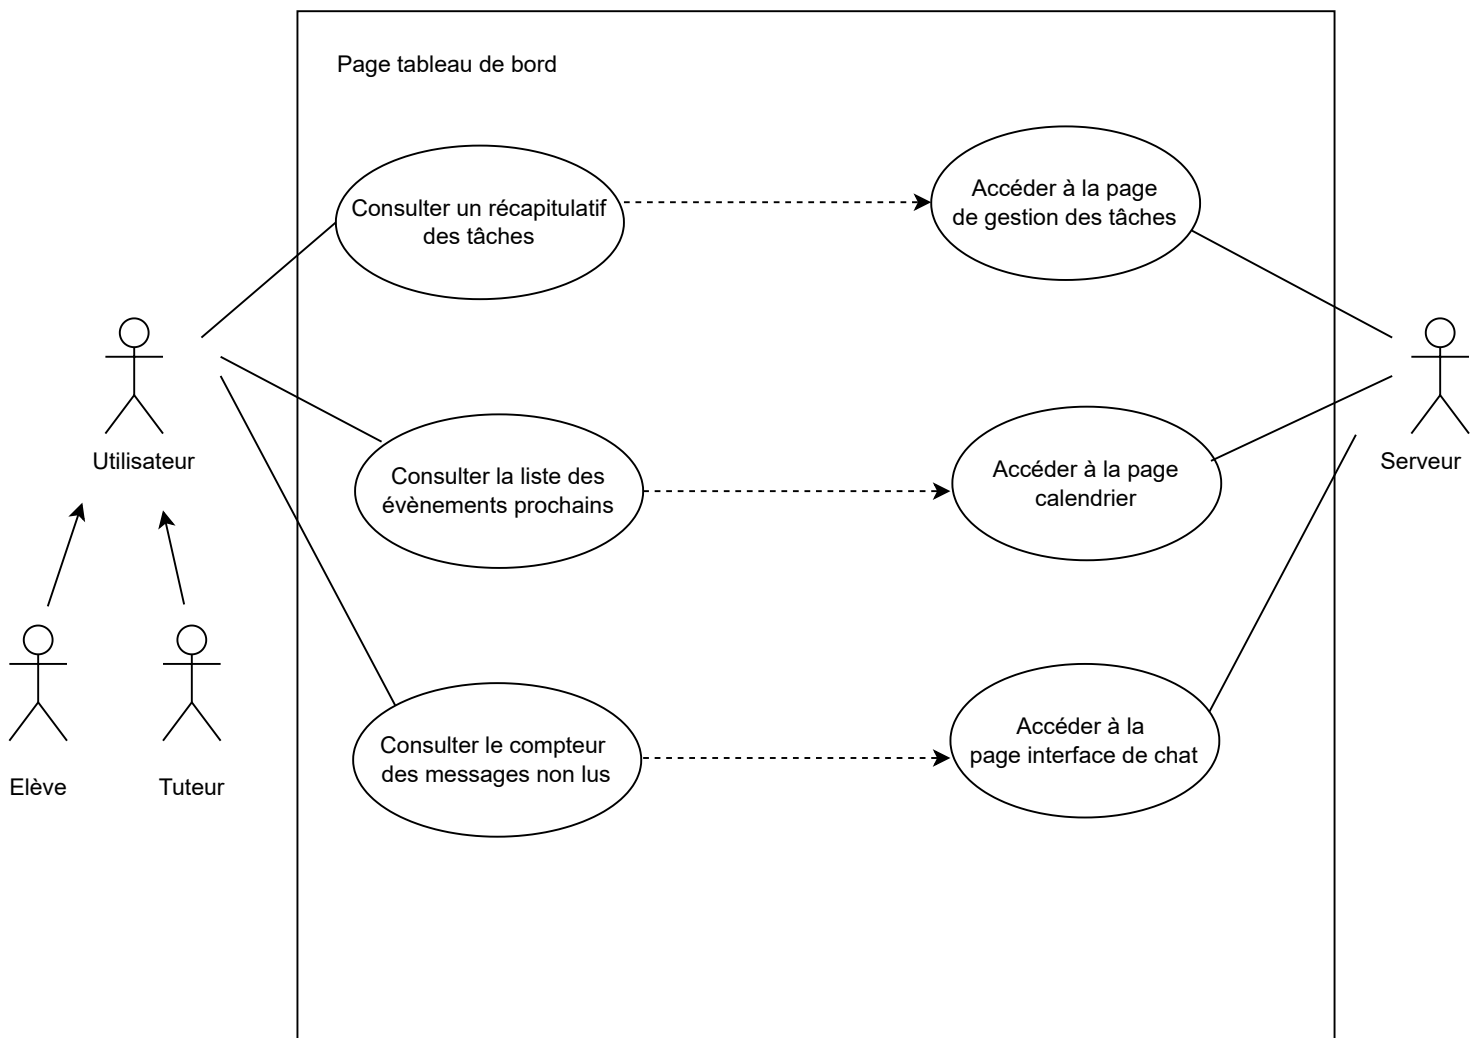 Page tableau de bord
Consulter un récapitulatif
des tâches
Accéder à la page
de gestion des tâches
Utilisateur
Serveur
Consulter la liste des
évènements prochains
Accéder à la page
calendrier
Consulter le compteur
des messages non lus
Accéder à la
page interface de chat
Elève
Tuteur